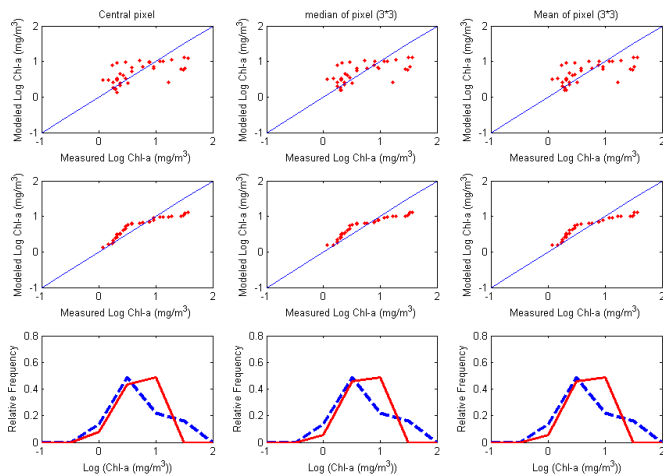 Central pixel
median of pixel (3*3)
Mean of pixel (3*3)
Modeled Log Chl-a (mg/m³)
2
1
0
-1
-1 0 1 2
Measured Log Chl-a (mg/m³)
Modeled Log Chl-a (mg/m³)
2
1
0
-1
-1 0 1 2
Measured Log Chl-a (mg/m³)
Modeled Log Chl-a (mg/m³)
2
1
0
-1
-1 0 1 2
Measured Log Chl-a (mg/m³)
Modeled Log Chl-a (mg/m³)
2
1
0
-1
-1 0 1 2
Measured Log Chl-a (mg/m³)
Modeled Log Chl-a (mg/m³)
2
1
0
-1
-1 0 1 2
Measured Log Chl-a (mg/m³)
Modeled Log Chl-a (mg/m³)
2
1
0
-1
-1 0 1 2
Measured Log Chl-a (mg/m³)
Relative Frequency
0.8
0.6
0.4
0.2
0
-1 0 1 2
Log (Chl-a (mg/m³))
Relative Frequency
0.8
0.6
0.4
0.2
0
-1 0 1 2
Log (Chl-a (mg/m³))
Relative Frequency
0.8
0.6
0.4
0.2
0
-1 0 1 2
Log (Chl-a (mg/m³))